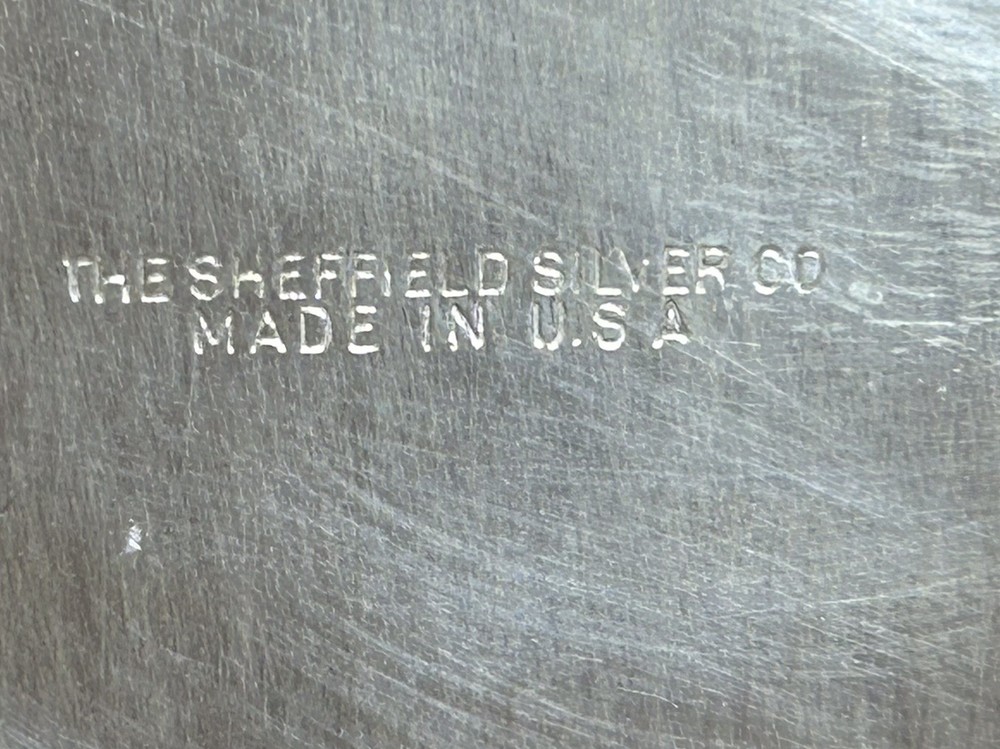 THE SHEFFIELD SILVER CO
MADE IN U.S A